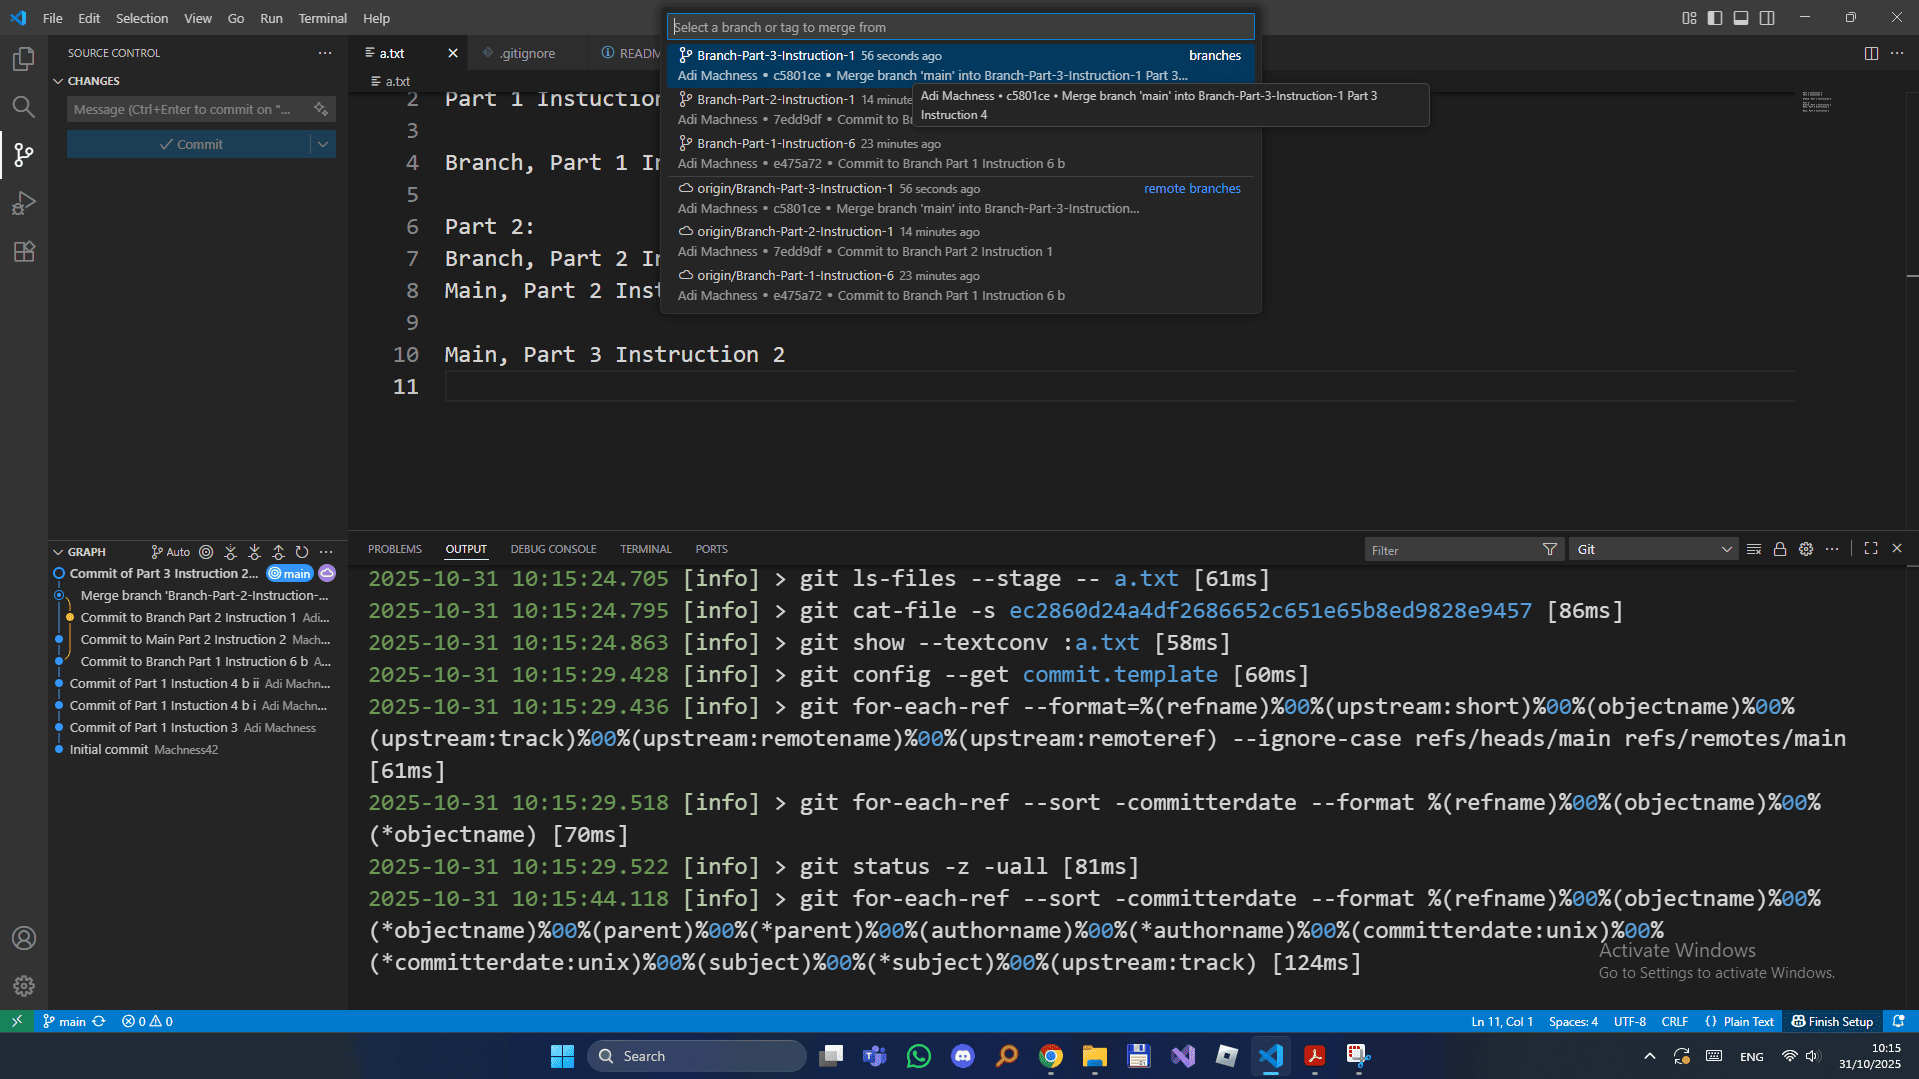 File Edit Selection View Go Run Terminal Help
Select a branch or tag to merge from
Branch-Part-3-Instruction-1 56 seconds ago branches
Adi Machness • c5801ce • Merge branch 'main' into Branch-Part-3-Instruction-1 Part 3...
Branch-Part-2-Instruction-1 14 minute
Adi Machness • 7edd9df • Commit to B
Adi Machness • c5801ce • Merge branch 'main' into Branch-Part-3-Instruction-1 Part 3
Instruction 4
Branch-Part-1-Instruction-6 23 minutes ago
Adi Machness • e475a72 • Commit to Branch Part 1 Instruction 6 b
origin/Branch-Part-3-Instruction-1 56 seconds ago remote branches
Adi Machness • c5801ce • Merge branch 'main' into Branch-Part-3-Instruction...
origin/Branch-Part-2-Instruction-1 14 minutes ago
Adi Machness • 7edd9df • Commit to Branch Part 2 Instruction 1
origin/Branch-Part-1-Instruction-6 23 minutes ago
Adi Machness • e475a72 • Commit to Branch Part 1 Instruction 6 b
SOURCE CONTROL
CHANGES
Message (Ctrl+Enter to commit on "...
Commit
a.txt .gitignore READM
a.txt
2 Part 1 Instuction
3
4 Branch, Part 1 In
5
6 Part 2:
7 Branch, Part 2 In
8 Main, Part 2 Inst
9
10 Main, Part 3 Instruction 2
11
GRAPH Auto
Commit of Part 3 Instruction 2... main
Merge branch 'Branch-Part-2-Instruction-...
Commit to Branch Part 2 Instruction 1 Adi...
Commit to Main Part 2 Instruction 2 Mach...
Commit to Branch Part 1 Instruction 6 b A...
Commit of Part 1 Instuction 4 b ii Adi Machn...
Commit of Part 1 Instuction 4 b i Adi Machn...
Commit of Part 1 Instuction 3 Adi Machness
Initial commit Machness42
PROBLEMS OUTPUT DEBUG CONSOLE TERMINAL PORTS Filter Git
2025-10-31 10:15:24.705 [info] > git ls-files --stage -- a.txt [61ms]
2025-10-31 10:15:24.795 [info] > git cat-file -s ec2860d24a4df2686652c651e65b8ed9828e9457 [86ms]
2025-10-31 10:15:24.863 [info] > git show --textconv :a.txt [58ms]
2025-10-31 10:15:29.428 [info] > git config --get commit.template [60ms]
2025-10-31 10:15:29.436 [info] > git for-each-ref --format=%(refname)%00%(upstream:short)%00%(objectname)%00%
(upstream:track)%00%(upstream:remotename)%00%(upstream:remoteref) --ignore-case refs/heads/main refs/remotes/main
[61ms]
2025-10-31 10:15:29.518 [info] > git for-each-ref --sort -committerdate --format %(refname)%00%(objectname)%00%
(*objectname) [70ms]
2025-10-31 10:15:29.522 [info] > git status -z -uall [81ms]
2025-10-31 10:15:44.118 [info] > git for-each-ref --sort -committerdate --format %(refname)%00%(objectname)%00%
(*objectname)%00%(parent)%00%(*parent)%00%(authorname)%00%(*authorname)%00%(committerdate:unix)%00%
(*committerdate:unix)%00%(subject)%00%(*subject)%00%(upstream:track) [124ms]
Activate Windows
Go to Settings to activate Windows.
main 0 0 Ln 11, Col 1 Spaces: 4 UTF-8 CRLF {} Plain Text Finish Setup
Search ENG 10:15
31/10/2025